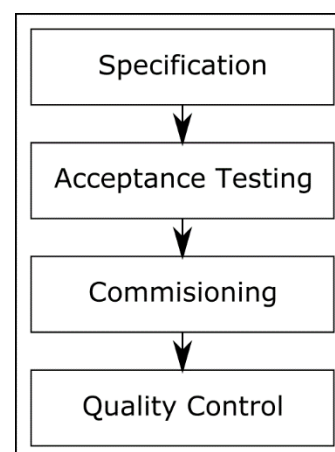 Specification
Acceptance Testing
Commisioning
Quality Control